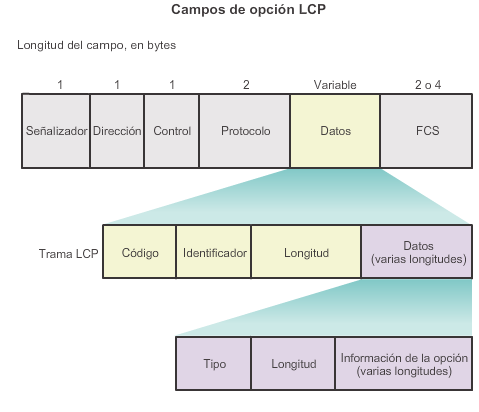 Campos de opción LCP
Longitud del campo, en bytes
1 1 1 2 Variable 2 o 4
Señalizador Dirección Control Protocolo Datos FCS
Trama LCP Código Identificador Longitud Datos
(varias longitudes)
Tipo Longitud Información de la opción
(varias longitudes)